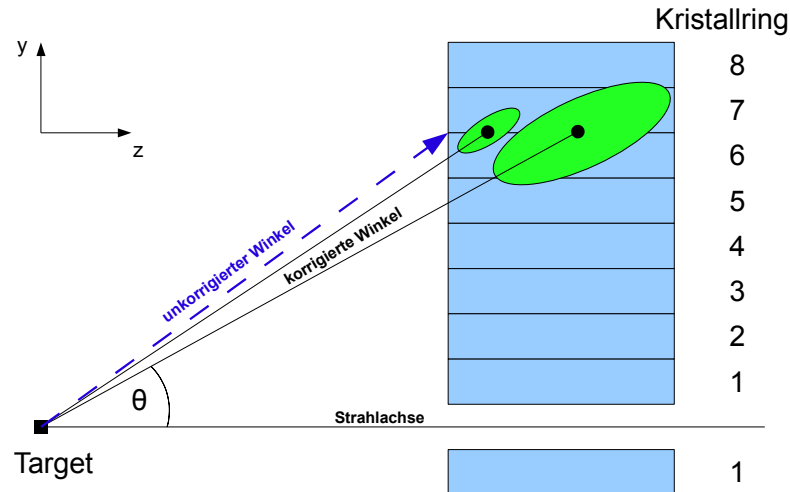 Kristallring
y
z
8
7
6
5
4
3
2
1
unkorrigierter Winkel
korrigierte Winkel
θ
Strahlachse
Target
1